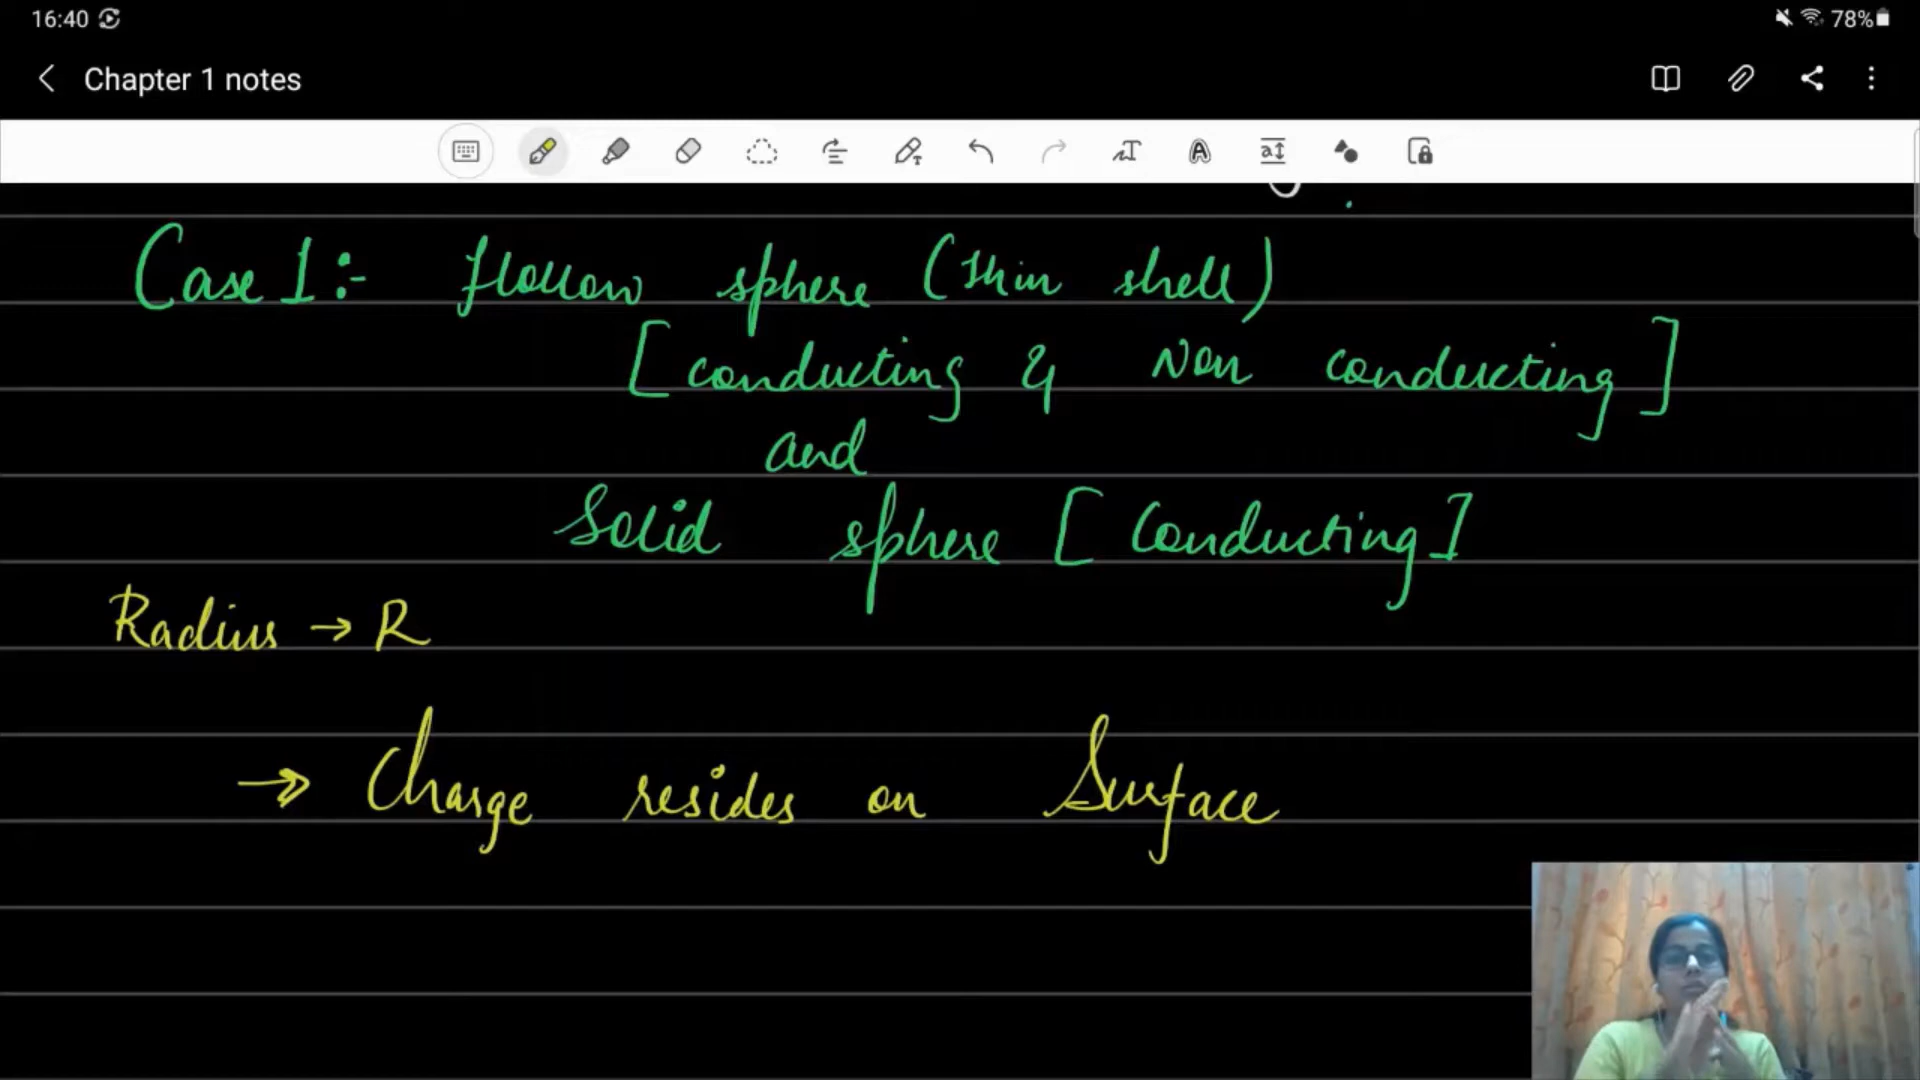 16:40
78%
Chapter 1 notes
Case 1:- Hollow sphere (thin shell)
[conducting & Non conducting]
and
Solid sphere [Conducting]
Radius → R
→ Charge resides on Surface